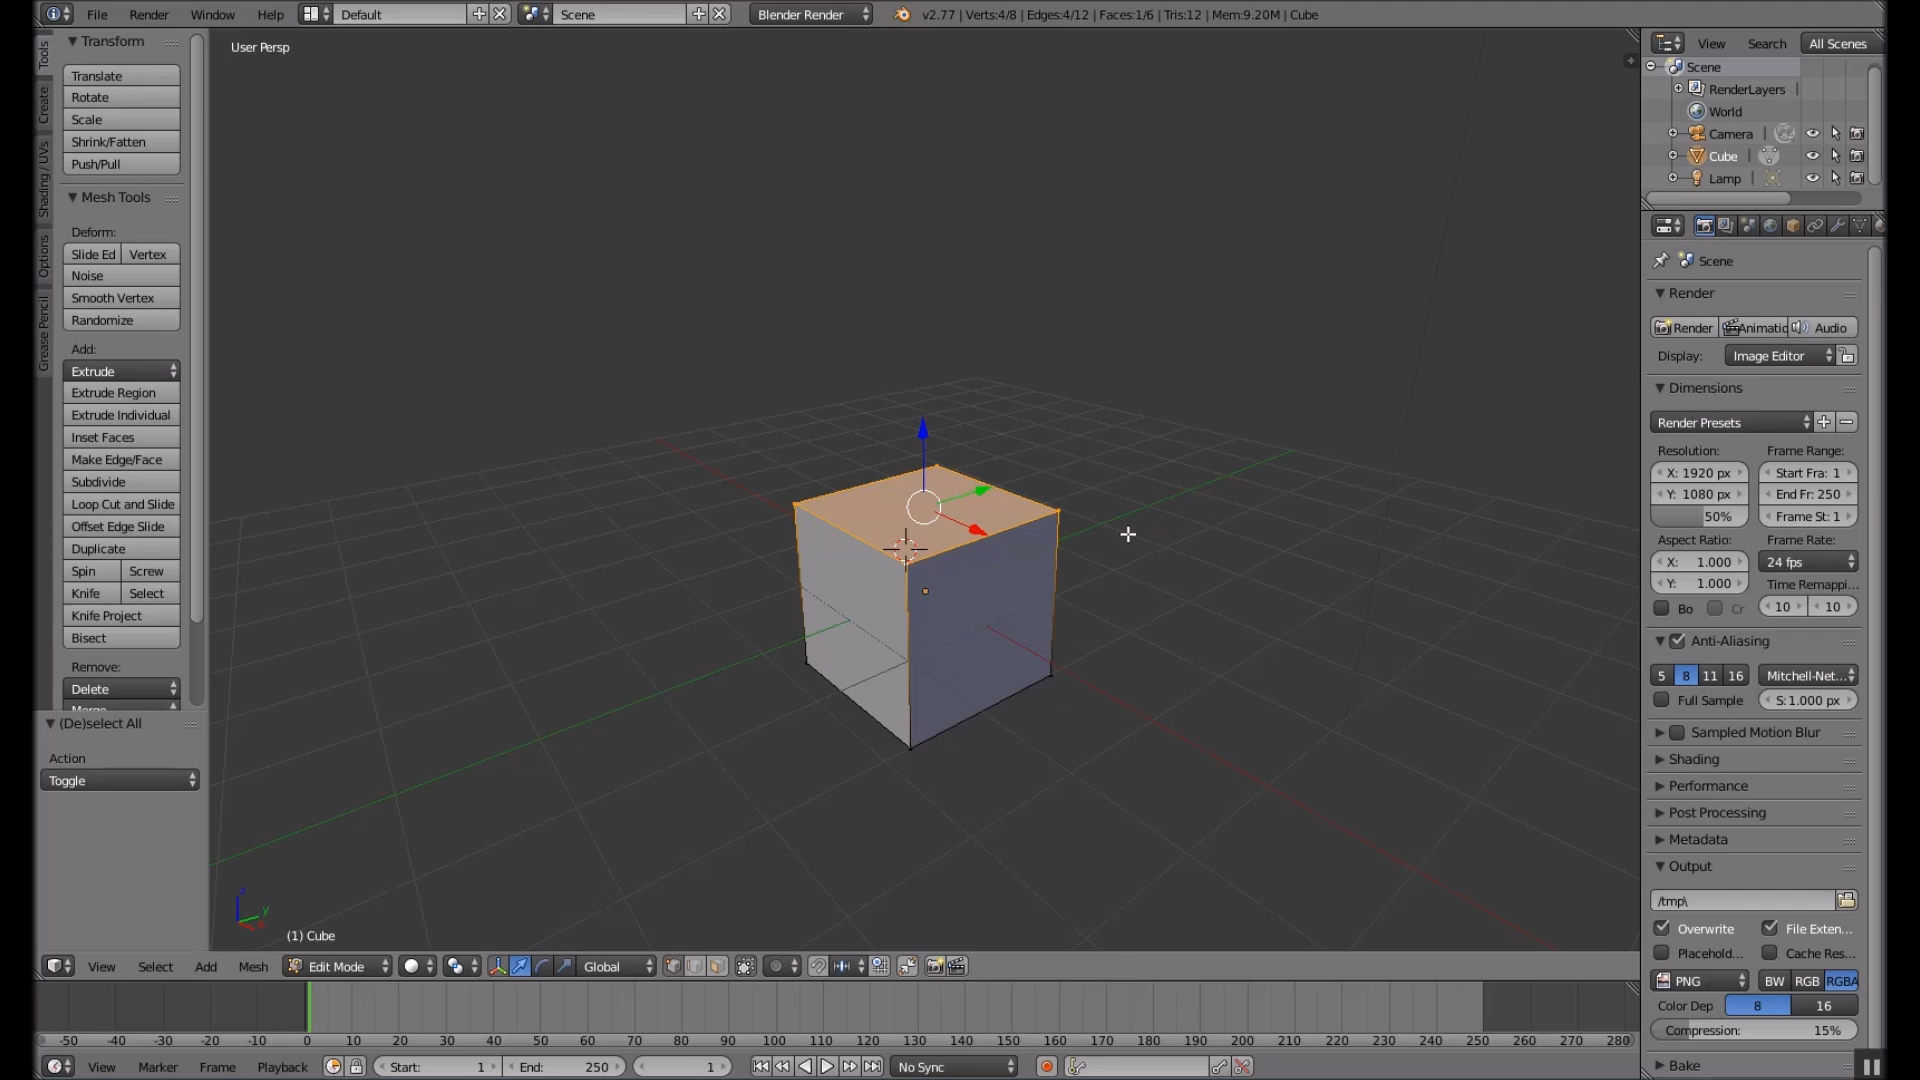 File Render Window Help Default Scene Blender Render v2.77 | Verts:4/8 | Edges:4/12 | Faces:1/6 | Tris:12 | Mem:9.20M | Cube
Tools
Create
Shading / UVs
Options
Grease Pencil
Transform
Translate
Rotate
Scale
Shrink/Fatten
Push/Pull
Mesh Tools
Deform:
Slide Ed Vertex
Noise
Smooth Vertex
Randomize
Add:
Extrude
Extrude Region
Extrude Individual
Inset Faces
Make Edge/Face
Subdivide
Loop Cut and Slide
Offset Edge Slide
Duplicate
Spin Screw
Knife Select
Knife Project
Bisect
Remove:
Delete
Merge
(De)select All
Action
Toggle
User Persp
z
y
x
(1) Cube
View Select Add Mesh Edit Mode Global
-50 -40 -30 -20 -10 0 10 20 30 40 50 60 70 80 90 100 110 120 130 140 150 160 170 180 190 200 210 220 230 240 250 260 270 280
View Marker Frame Playback Start: 1 End: 250 1 No Sync
View Search All Scenes
Scene
RenderLayers
World
Camera
Cube
Lamp
Scene
Render
Render Animatic Audio
Display: Image Editor
Dimensions
Render Presets
Resolution: Frame Range:
X: 1920 px Start Fra: 1
Y: 1080 px End Fr: 250
50% Frame St: 1
Aspect Ratio: Frame Rate:
X: 1.000 24 fps
Y: 1.000 Time Remappi...
Bo Cr 10 10
Anti-Aliasing
5 8 11 16 Mitchell-Net...
Full Sample S:1.000 px
Sampled Motion Blur
Shading
Performance
Post Processing
Metadata
Output
/tmp\
Overwrite File Exten...
Placehold... Cache Res...
PNG BW RGB RGBA
Color Dep 8 16
Compression: 15%
Bake